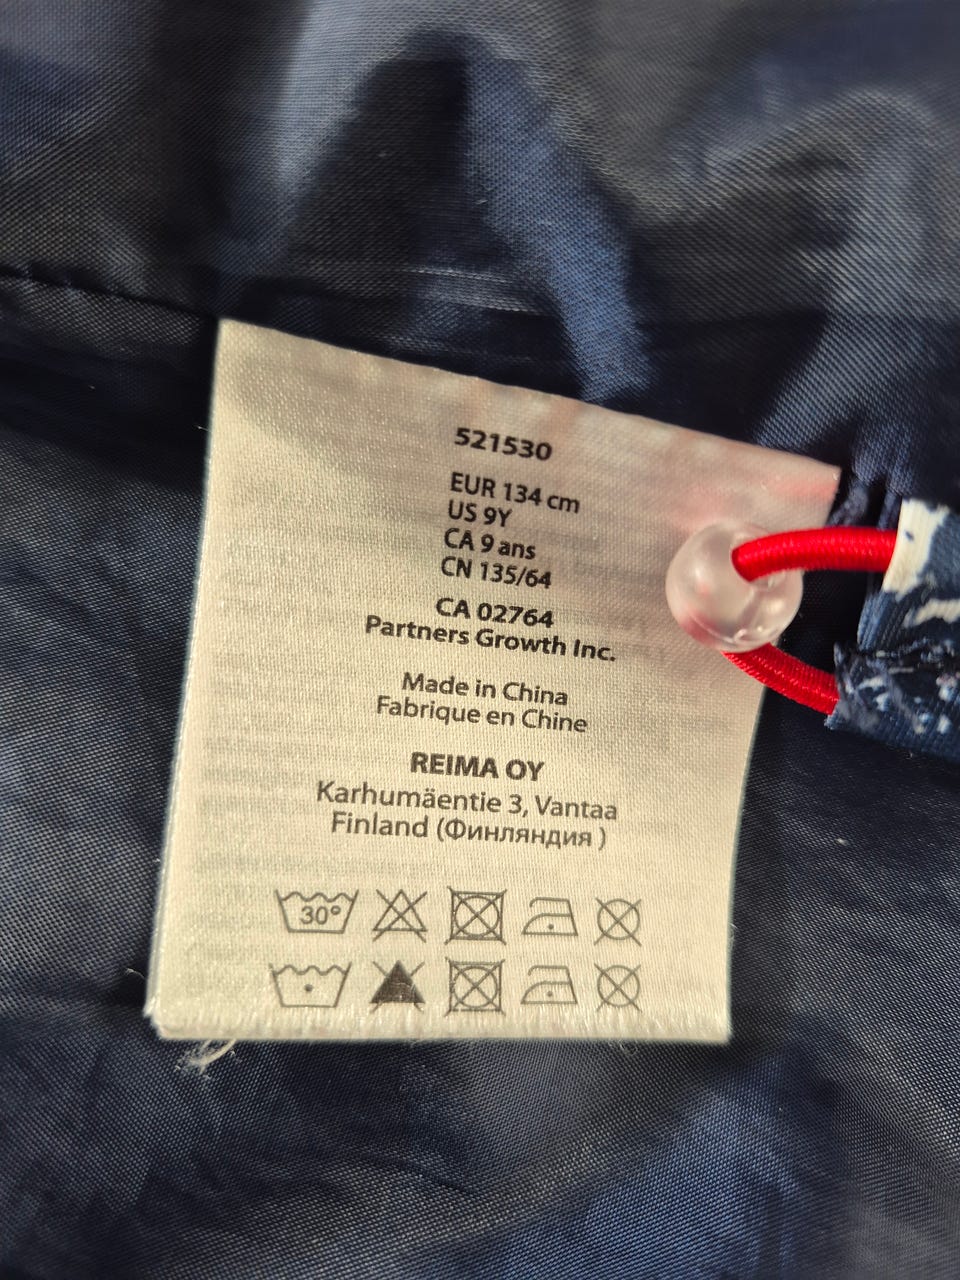 521530
EUR 134 cm
US 9Y
CA 9 ans
CN 135/64
CA 02764
Partners Growth Inc.
Made in China
Fabrique en Chine
REIMA OY
Karhumäentie 3, Vantaa
Finland (Финляндия )
30°